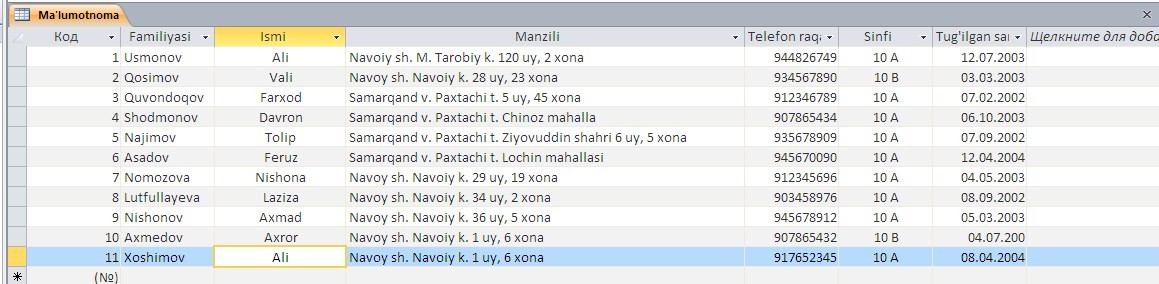 Ma'lumotnoma
Код Familiyasi Ismi Manzili Telefon raqa Sinfi Tug'ilgan sa Щелкните для доба
1 Usmonov Ali Navoiy sh. M. Tarobiy k. 120 uy, 2 xona 944826749 10 A 12.07.2003
2 Qosimov Vali Navoy sh. Navoiy k. 28 uy, 23 xona 934567890 10 B 03.03.2003
3 Quvondoqov Farxod Samarqand v. Paxtachi t. 5 uy, 45 xona 912346789 10 A 07.02.2002
4 Shodmonov Davron Samarqand v. Paxtachi t. Chinoz mahalla 907865434 10 A 06.10.2003
5 Najimov Tolip Samarqand v. Paxtachi t. Ziyovuddin shahri 6 uy, 5 xona 935678909 10 A 07.09.2002
6 Asadov Feruz Samarqand v. Paxtachi t. Lochin mahallasi 945670090 10 A 12.04.2004
7 Nomozova Nishona Navoy sh. Navoiy k. 29 uy, 19 xona 912345696 10 A 04.05.2003
8 Lutfullayeva Laziza Navoy sh. Navoiy k. 34 uy, 2 xona 903458976 10 A 08.09.2002
9 Nishonov Axmad Navoy sh. Navoiy k. 36 uy, 5 xona 945678912 10 A 05.03.2003
10 Axmedov Axror Navoy sh. Navoiy k. 1 uy, 6 xona 907865432 10 B 04.07.200
11 Xoshimov Ali Navoy sh. Navoiy k. 1 uy, 6 xona 917652345 10 A 08.04.2004
* (№)